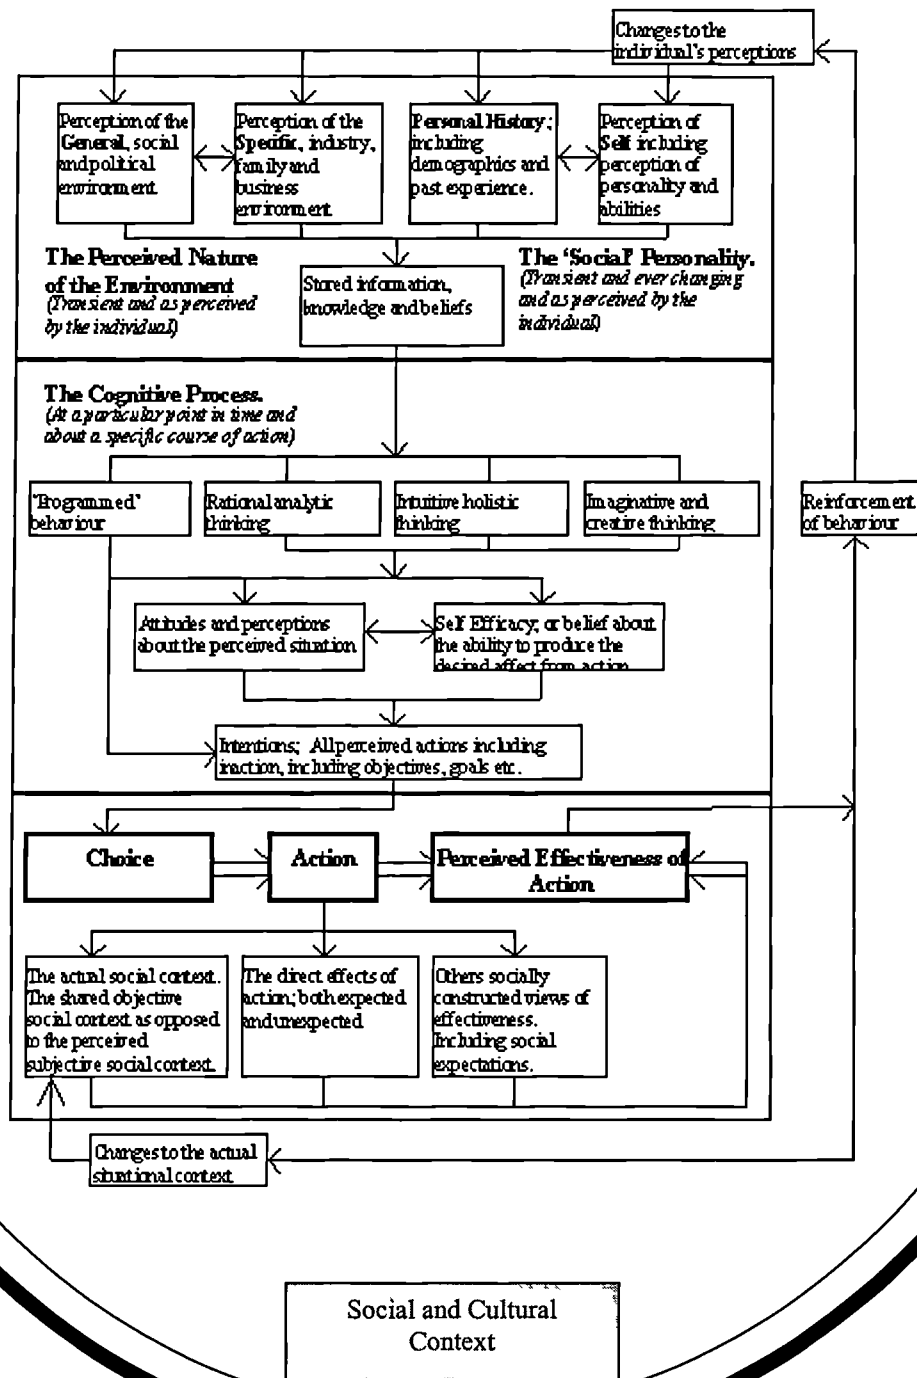 Changes to the
individual's perceptions
Perception of the
General, social
and political
environment
Perception of the
Specific, industry,
family and
business
environment
Personal History;
including
demographics and
past experience.
Perception of
Self including
perception of
personality and
abilities
The Perceived Nature
of the Environment
(Transient and as perceived
by the individual)
Stored information,
knowledge and beliefs
The 'Social' Personality.
(Transient and ever changing
and as perceived by the
individual)
The Cognitive Process.
(At a particular point in time and
about a specific course of action)
'Programmed'
behaviour
Rational analytic
thinking
Intuitive holistic
thinking
Imaginative and
creative thinking
Reinforcement
of behaviour
Attitudes and perceptions
about the perceived situation
Self Efficacy; or belief about
the ability to produce the
desired affect from action
Intentions; All perceived actions including
inaction, including objectives, goals etc.
Choice
Action
Perceived Effectiveness of
Action
The actual social context.
The shared objective
social context as opposed
to the perceived
subjective social context.
The direct effects of
action; both expected
and unexpected
Others socially
constructed views of
effectiveness.
Including social
expectations.
Changes to the actual
situational context
Social and Cultural
Context